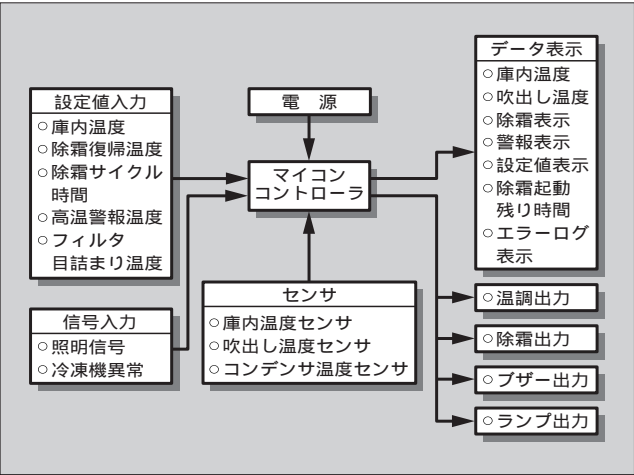 設定値入力
○庫内温度
○除霜復帰温度
○除霜サイクル
時間
○高温警報温度
○フィルタ
目詰まり温度
信号入力
○照明信号
○冷凍機異常
電 源
マイコン
コントローラ
センサ
○庫内温度センサ
○吹出し温度センサ
○コンデンサ温度センサ
データ表示
○庫内温度
○吹出し温度
○除霜表示
○警報表示
○設定値表示
○除霜起動
残り時間
○エラーログ
表示
○温調出力
○除霜出力
○ブザー出力
○ランプ出力